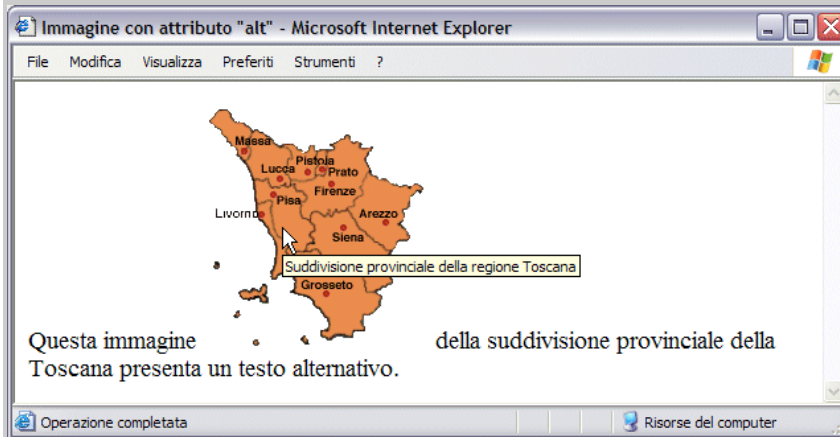 Immagine con attributo "alt" - Microsoft Internet Explorer
File Modifica Visualizza Preferiti Strumenti ?
Massa
Pistoia
Lucca
Prato
Firenze
Pisa
Livorno
Arezzo
Siena
Suddivisione provinciale della regione Toscana
Grosseto
Questa immagine della suddivisione provinciale della
Toscana presenta un testo alternativo.
Operazione completata
Risorse del computer